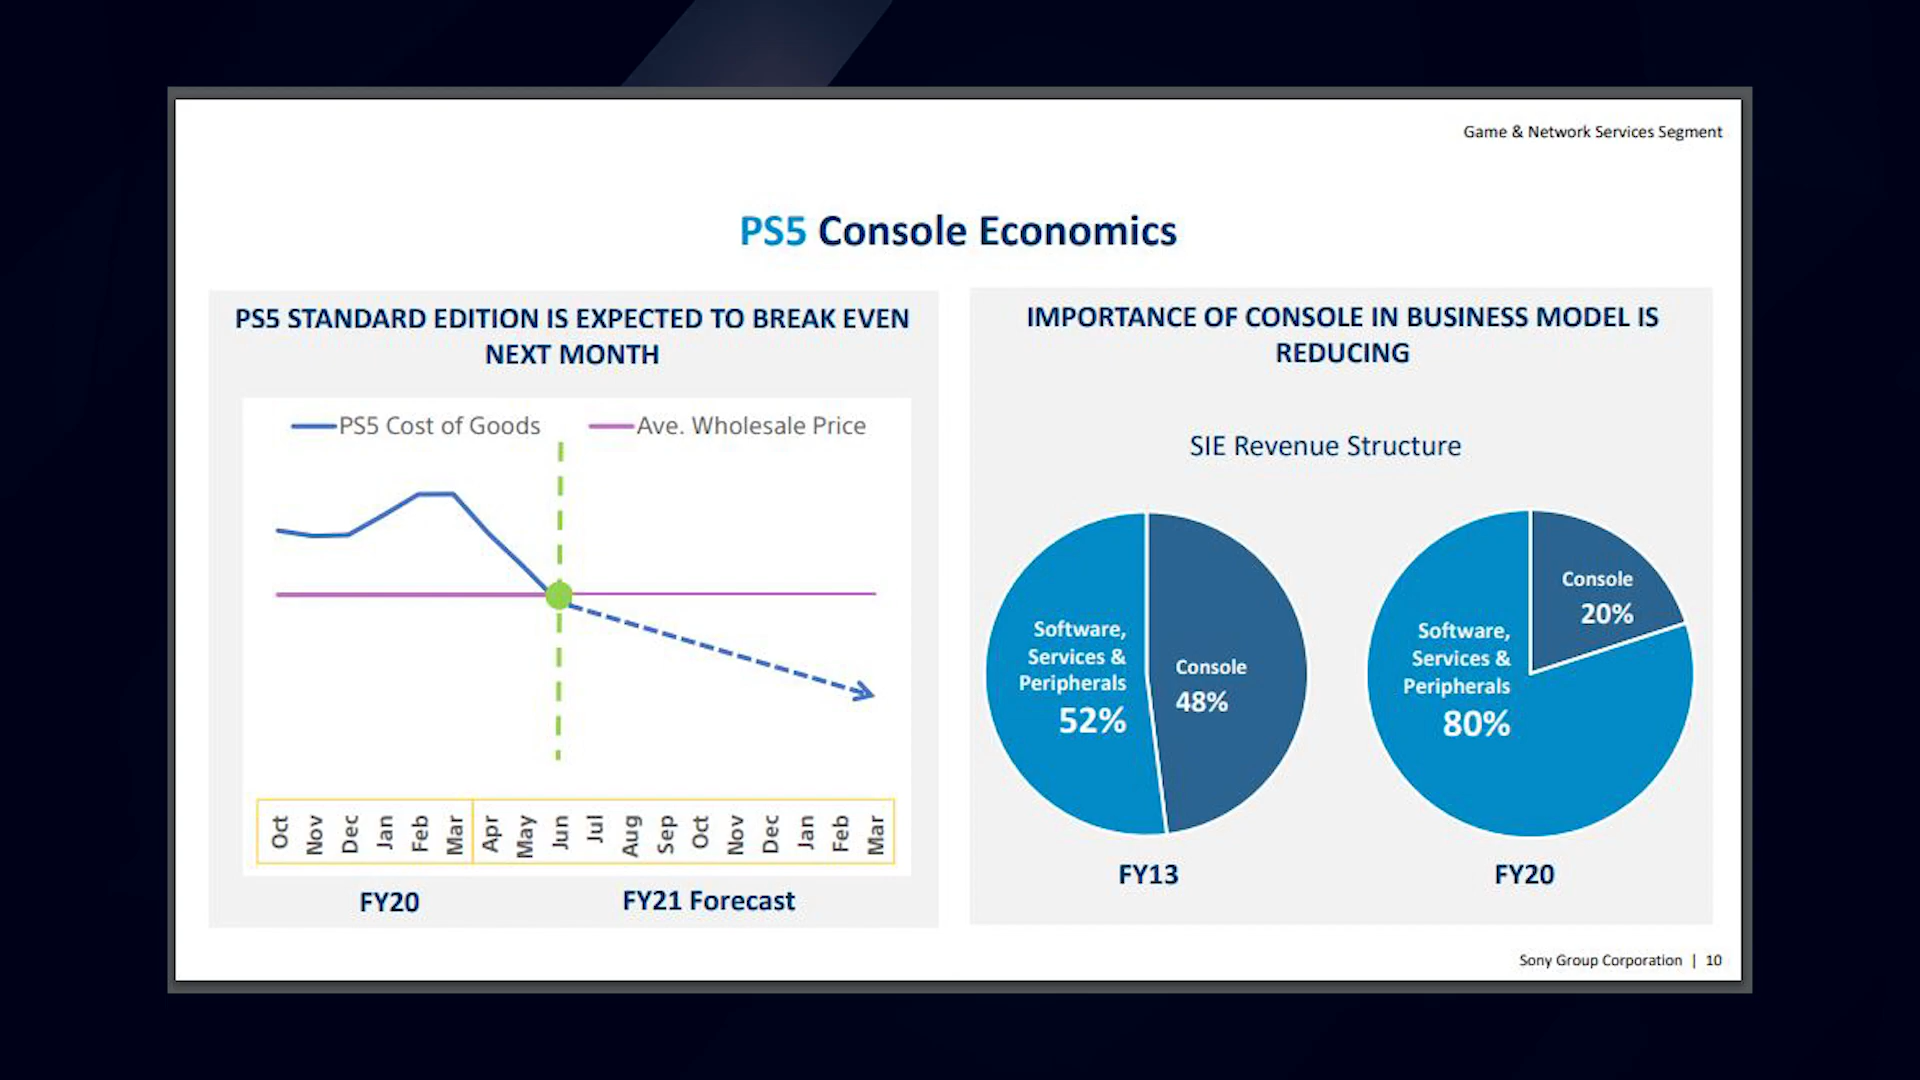 Game & Network Services Segment
PS5 Console Economics
PS5 STANDARD EDITION IS EXPECTED TO BREAK EVEN
NEXT MONTH
PS5 Cost of Goods
Ave. Wholesale Price
Oct
Nov
Dec
Jan
Feb
Mar
Apr
May
Jun
Jul
Aug
Sep
Oct
Nov
Dec
Jan
Feb
Mar
FY20
FY21 Forecast
IMPORTANCE OF CONSOLE IN BUSINESS MODEL IS
REDUCING
SIE Revenue Structure
Software,
Services &
Peripherals
52%
Console
48%
FY13
Software,
Services &
Peripherals
80%
Console
20%
FY20
Sony Group Corporation | 10